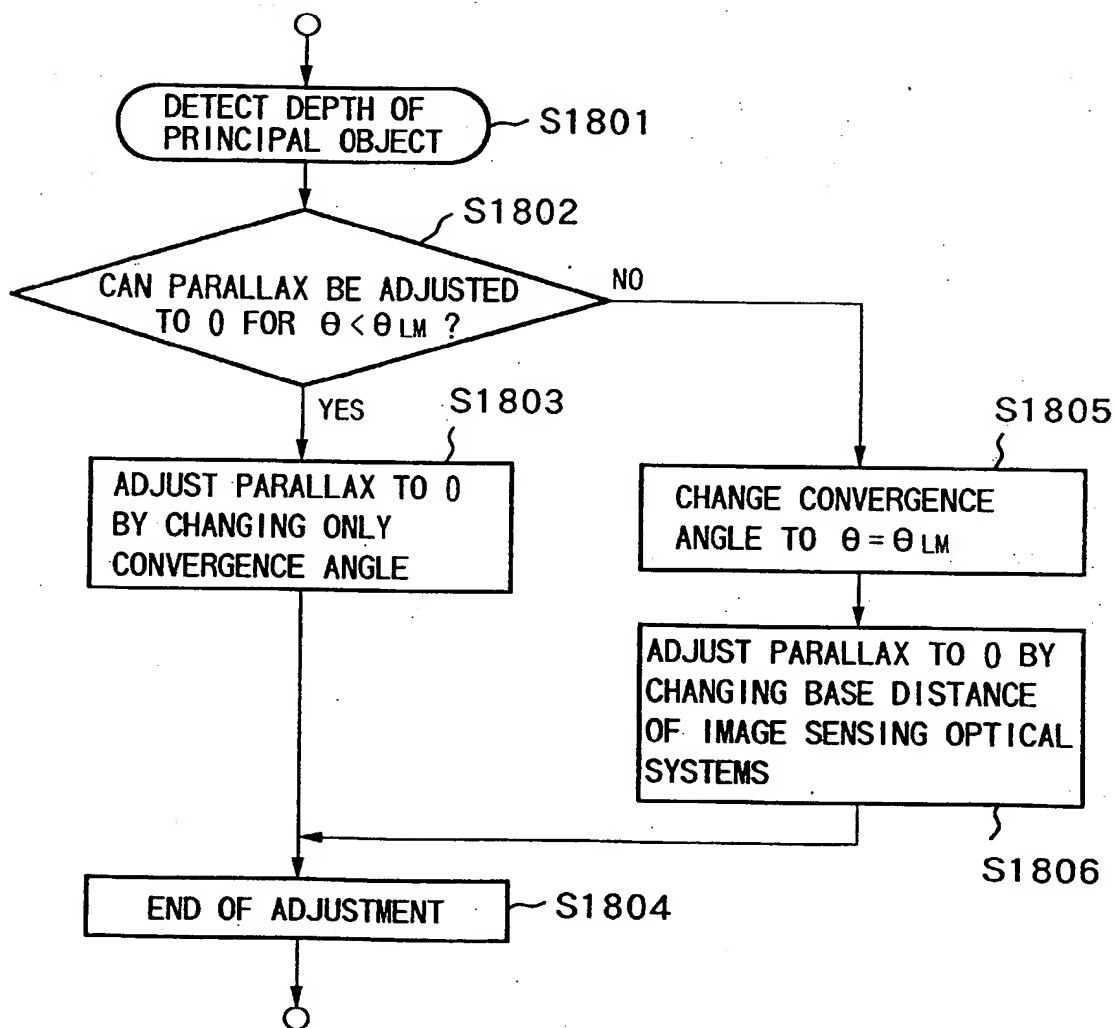 DETECT DEPTH OF
PRINCIPAL OBJECT
S1801
S1802
CAN PARALLAX BE ADJUSTED
TO 0 FOR θ<θLM ?
NO
YES
S1803
ADJUST PARALLAX TO 0
BY CHANGING ONLY
CONVERGENCE ANGLE
S1805
CHANGE CONVERGENCE
ANGLE TO θ=θLM
ADJUST PARALLAX TO 0 BY
CHANGING BASE DISTANCE
OF IMAGE SENSING OPTICAL
SYSTEMS
S1806
END OF ADJUSTMENT
S1804